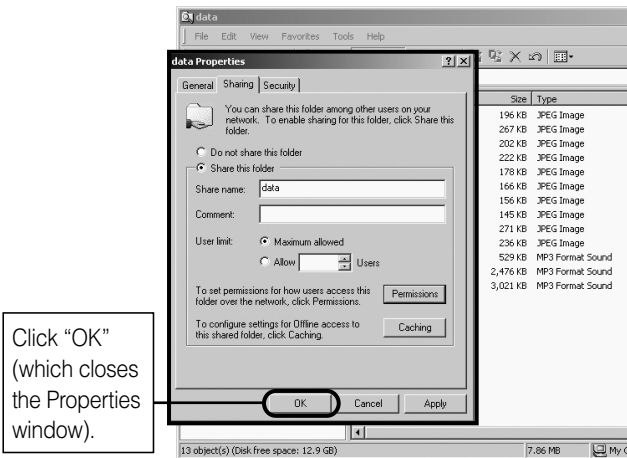 data
File Edit View Favorites Tools Help
data Properties
General Sharing Security
You can share this folder among other users on your
network. To enable sharing for this folder, click Share this
folder.
Do not share this folder
Share this folder
Share name: data
Comment:
User limit: Maximum allowed
Allow Users
To set permissions for how users access this
folder over the network, click Permissions.
Permissions
To configure settings for Offline access to
this shared folder, click Caching.
Caching
OK Cancel Apply
Size Type
196 KB JPEG Image
267 KB JPEG Image
202 KB JPEG Image
222 KB JPEG Image
178 KB JPEG Image
166 KB JPEG Image
156 KB JPEG Image
145 KB JPEG Image
271 KB JPEG Image
236 KB JPEG Image
529 KB MP3 Format Sound
2,476 KB MP3 Format Sound
3,021 KB MP3 Format Sound
Click “OK”
(which closes
the Properties
window).
13 object(s) (Disk free space: 12.9 GB) 7.86 MB My